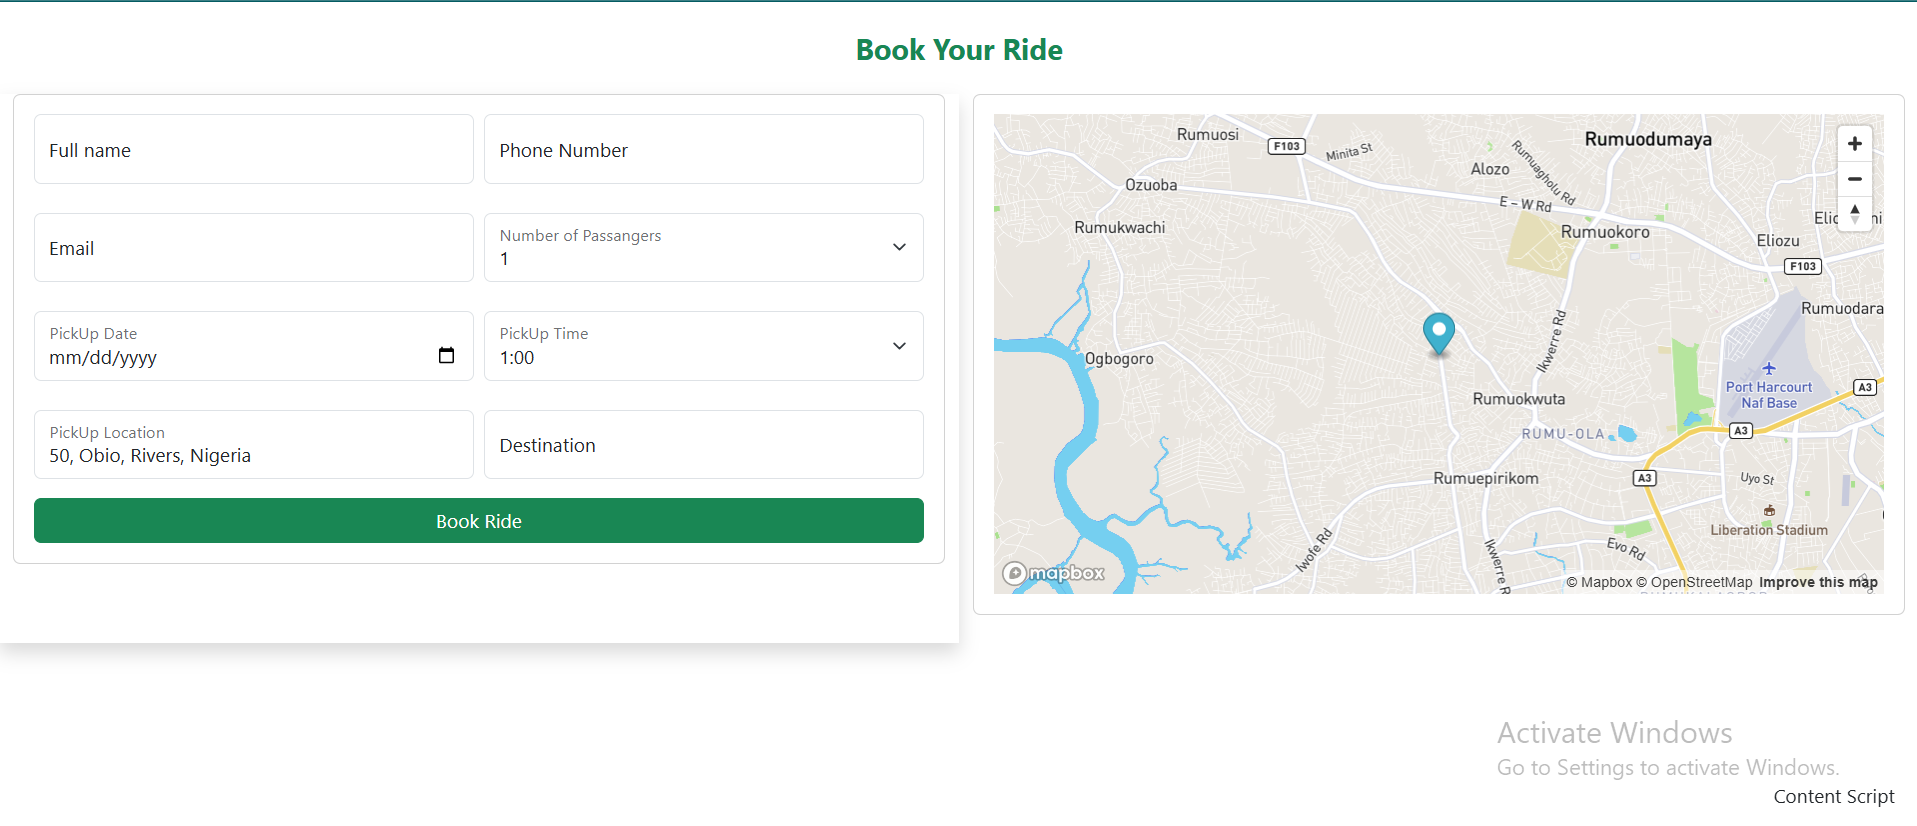 Book Your Ride
Full name
Phone Number
Email
Number of Passangers
1
PickUp Date
mm/dd/yyyy
PickUp Time
1:00
PickUp Location
50, Obio, Rivers, Nigeria
Destination
Book Ride
Rumuosi
F103
Minita St
Rumuodumaya
Alozo
Rumuagholu Rd
Ozuoba
E – W Rd
Rumukwachi
Rumuokoro
Eliozu
F103
Rumuodara
Ikwerre Rd
Ogbogoro
Port Harcourt
Naf Base
A3
Rumuokwuta
RUMU-OLA
A3
Rumuepirikom
A3
Uyo St
Liberation Stadium
Iwofe Rd
Ikwerre R
Evo Rd
mapbox
© Mapbox © OpenStreetMap Improve this map
Activate Windows
Go to Settings to activate Windows.
Content Script